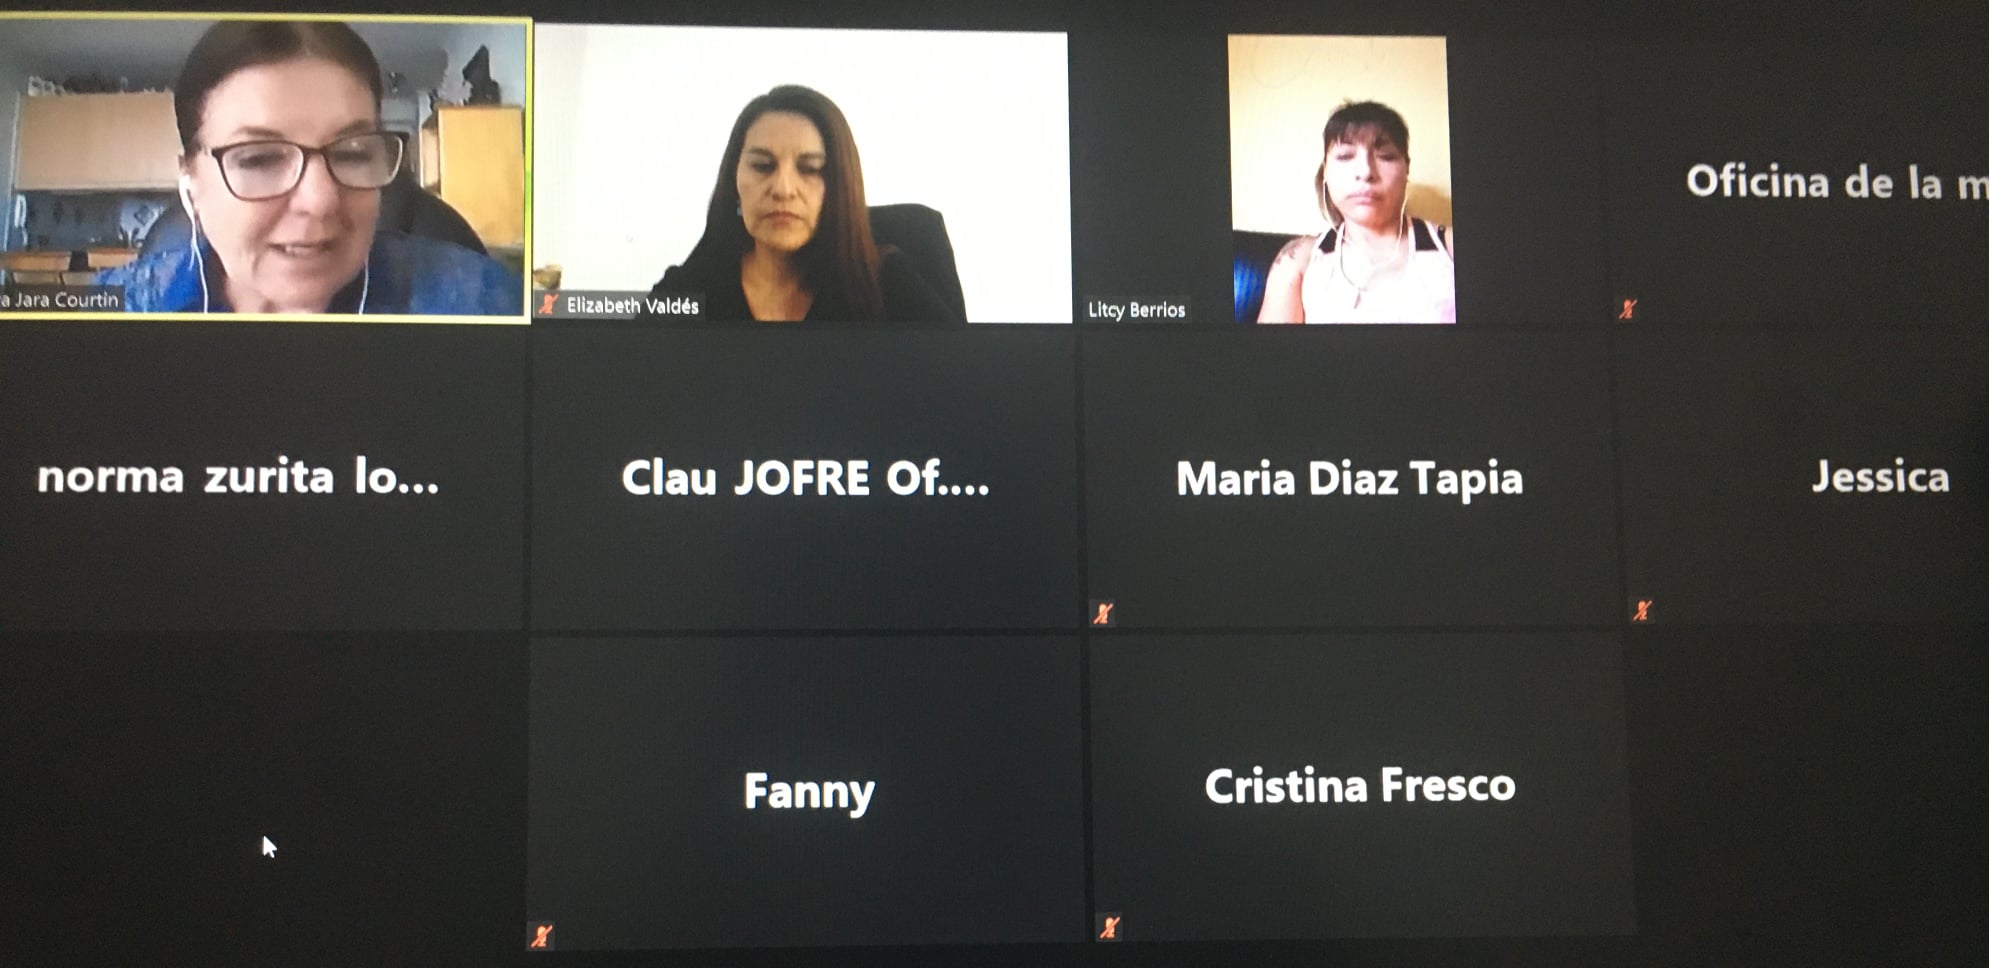 a Jara Courtin
Elizabeth Valdés
Litcy Berrios
Oficina de la m
norma zurita lo...
Clau JOFRE Of....
Maria Diaz Tapia
Jessica
Fanny
Cristina Fresco